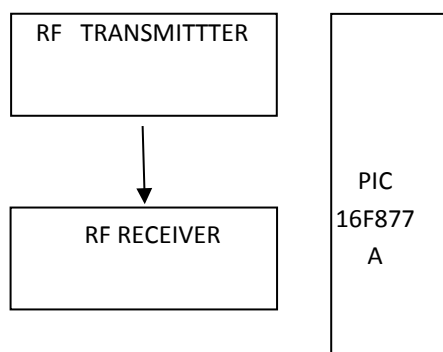 RF TRANSMITTTER
RF RECEIVER
PIC
16F877
A